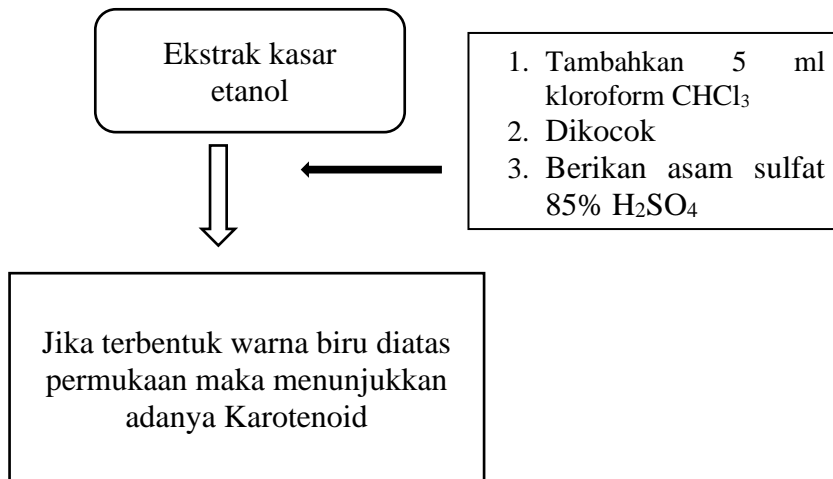 Ekstrak kasar
etanol
1. Tambahkan 5 ml
kloroform CHCl₃
2. Dikocok
3. Berikan asam sulfat
85% H₂SO₄
Jika terbentuk warna biru diatas
permukaan maka menunjukkan
adanya Karotenoid